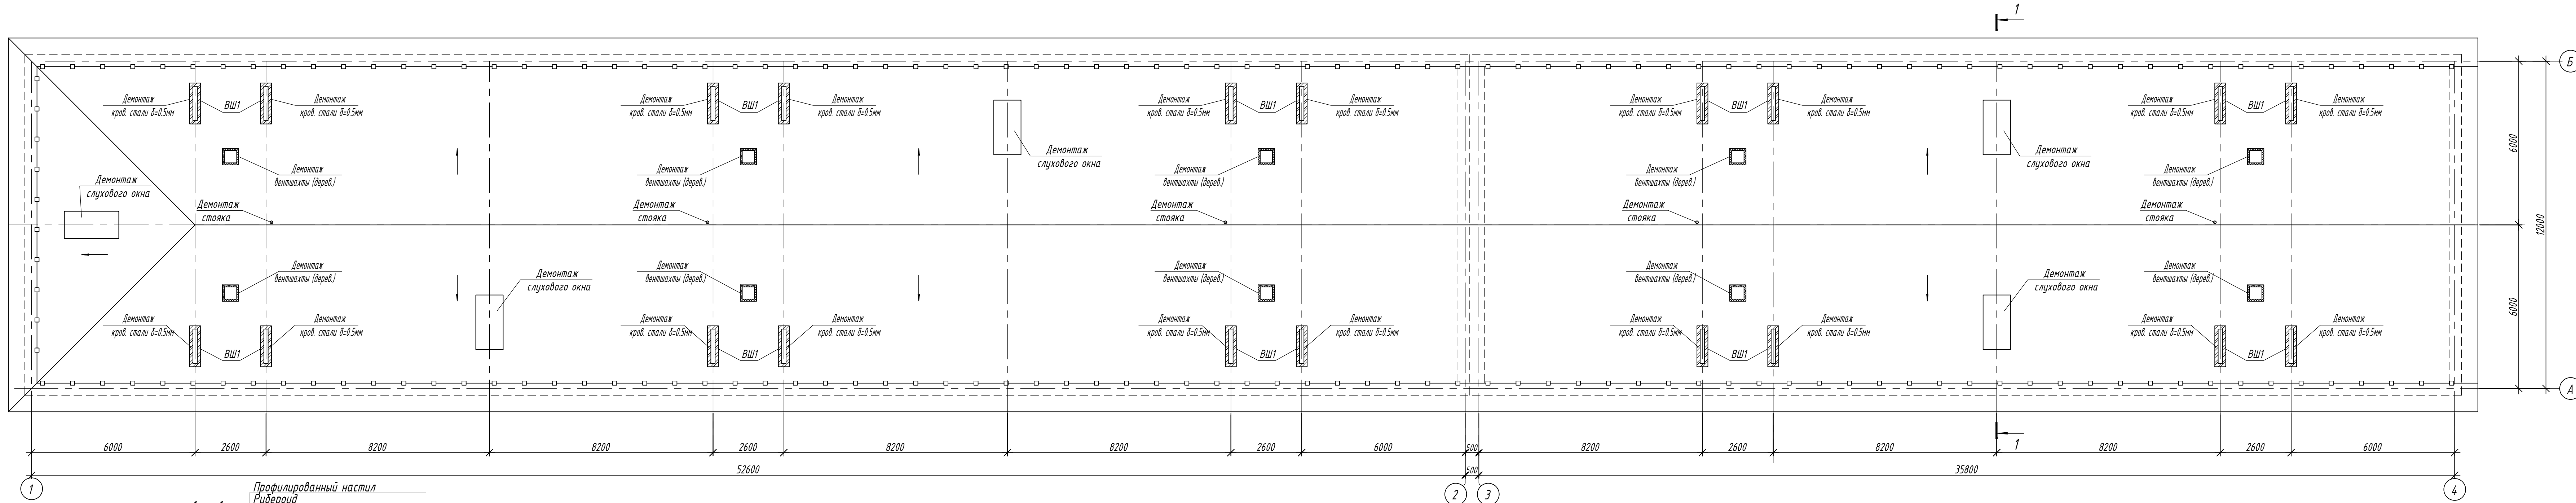 1
Б
Демонтаж Демонтаж Демонтаж Демонтаж Демонтаж Демонтаж Демонтаж Демонтаж Демонтаж Демонтаж
кров. стали δ=0.5мм ВШ1 кров. стали δ=0.5мм кров. стали δ=0.5мм ВШ1 кров. стали δ=0.5мм кров. стали δ=0.5мм ВШ1 кров. стали δ=0.5мм кров. стали δ=0.5мм ВШ1 кров. стали δ=0.5мм кров. стали δ=0.5мм ВШ1 кров. стали δ=0.5мм
6000
Демонтаж Демонтаж
слухового окна слухового окна
Демонтаж Демонтаж Демонтаж Демонтаж Демонтаж
вентшахты (дерев.) вентшахты (дерев.) вентшахты (дерев.) вентшахты (дерев.) вентшахты (дерев.)
Демонтаж
слухового окна
Демонтаж Демонтаж Демонтаж Демонтаж Демонтаж
стояка стояка стояка стояка стояка
12000
Демонтаж Демонтаж Демонтаж Демонтаж Демонтаж
вентшахты (дерев.) вентшахты (дерев.) вентшахты (дерев.) вентшахты (дерев.) вентшахты (дерев.)
Демонтаж Демонтаж
слухового окна слухового окна
6000
Демонтаж Демонтаж Демонтаж Демонтаж Демонтаж Демонтаж Демонтаж Демонтаж Демонтаж Демонтаж
кров. стали δ=0.5мм кров. стали δ=0.5мм кров. стали δ=0.5мм кров. стали δ=0.5мм кров. стали δ=0.5мм кров. стали δ=0.5мм кров. стали δ=0.5мм кров. стали δ=0.5мм кров. стали δ=0.5мм кров. стали δ=0.5мм
ВШ1 ВШ1 ВШ1 ВШ1 ВШ1
А
1
6000 2600 8200 8200 2600 8200 8200 2600 6000 500 8200 2600 8200 8200 2600 6000
52600 500 35800
1 2 3 4
Профилированный настил
Рубероид